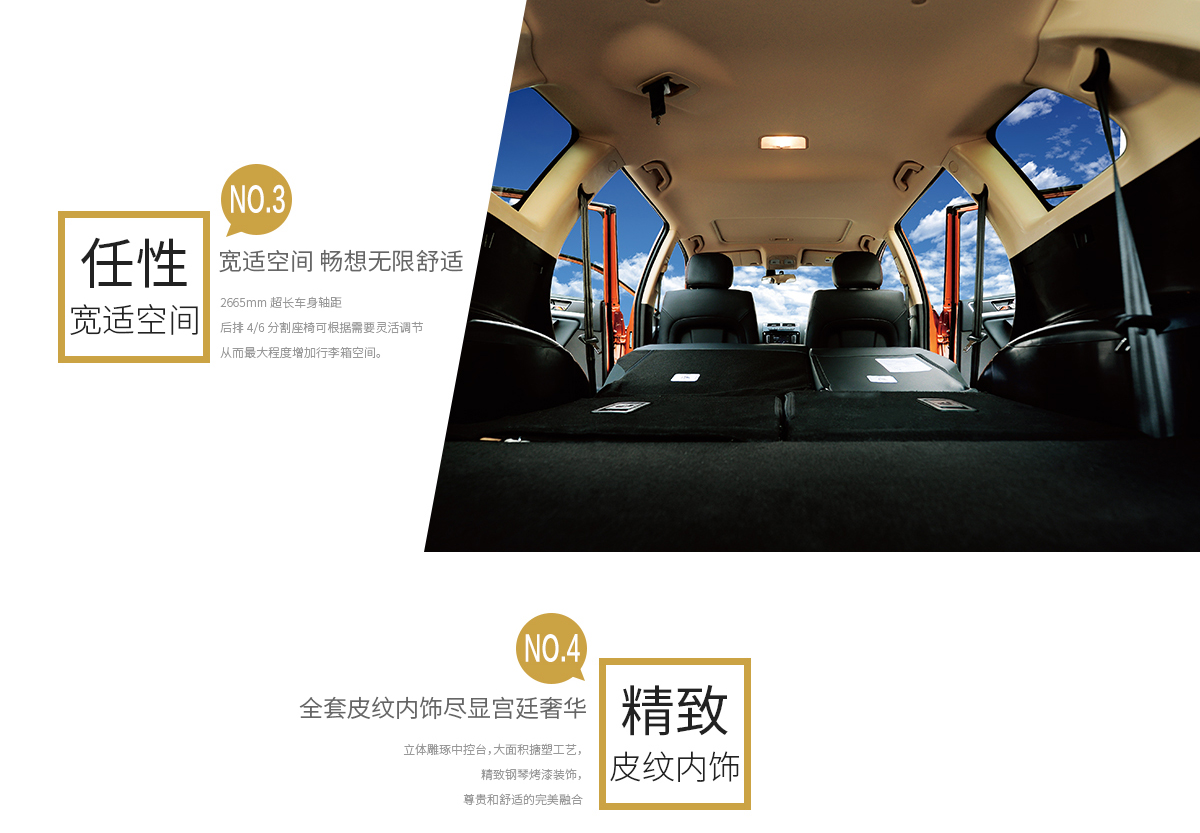 NO.3
任性
宽适空间
宽适空间 畅想无限舒适
2665mm 超长车身轴距
后排 4/6 分割座椅可根据需要灵活调节
从而最大程度增加行李箱空间。
NO.4
全套皮纹内饰尽显宫廷奢华
精致
皮纹内饰
立体雕琢中控台，大面积搪塑工艺，
精致钢琴烤漆装饰，
尊贵和舒适的完美融合